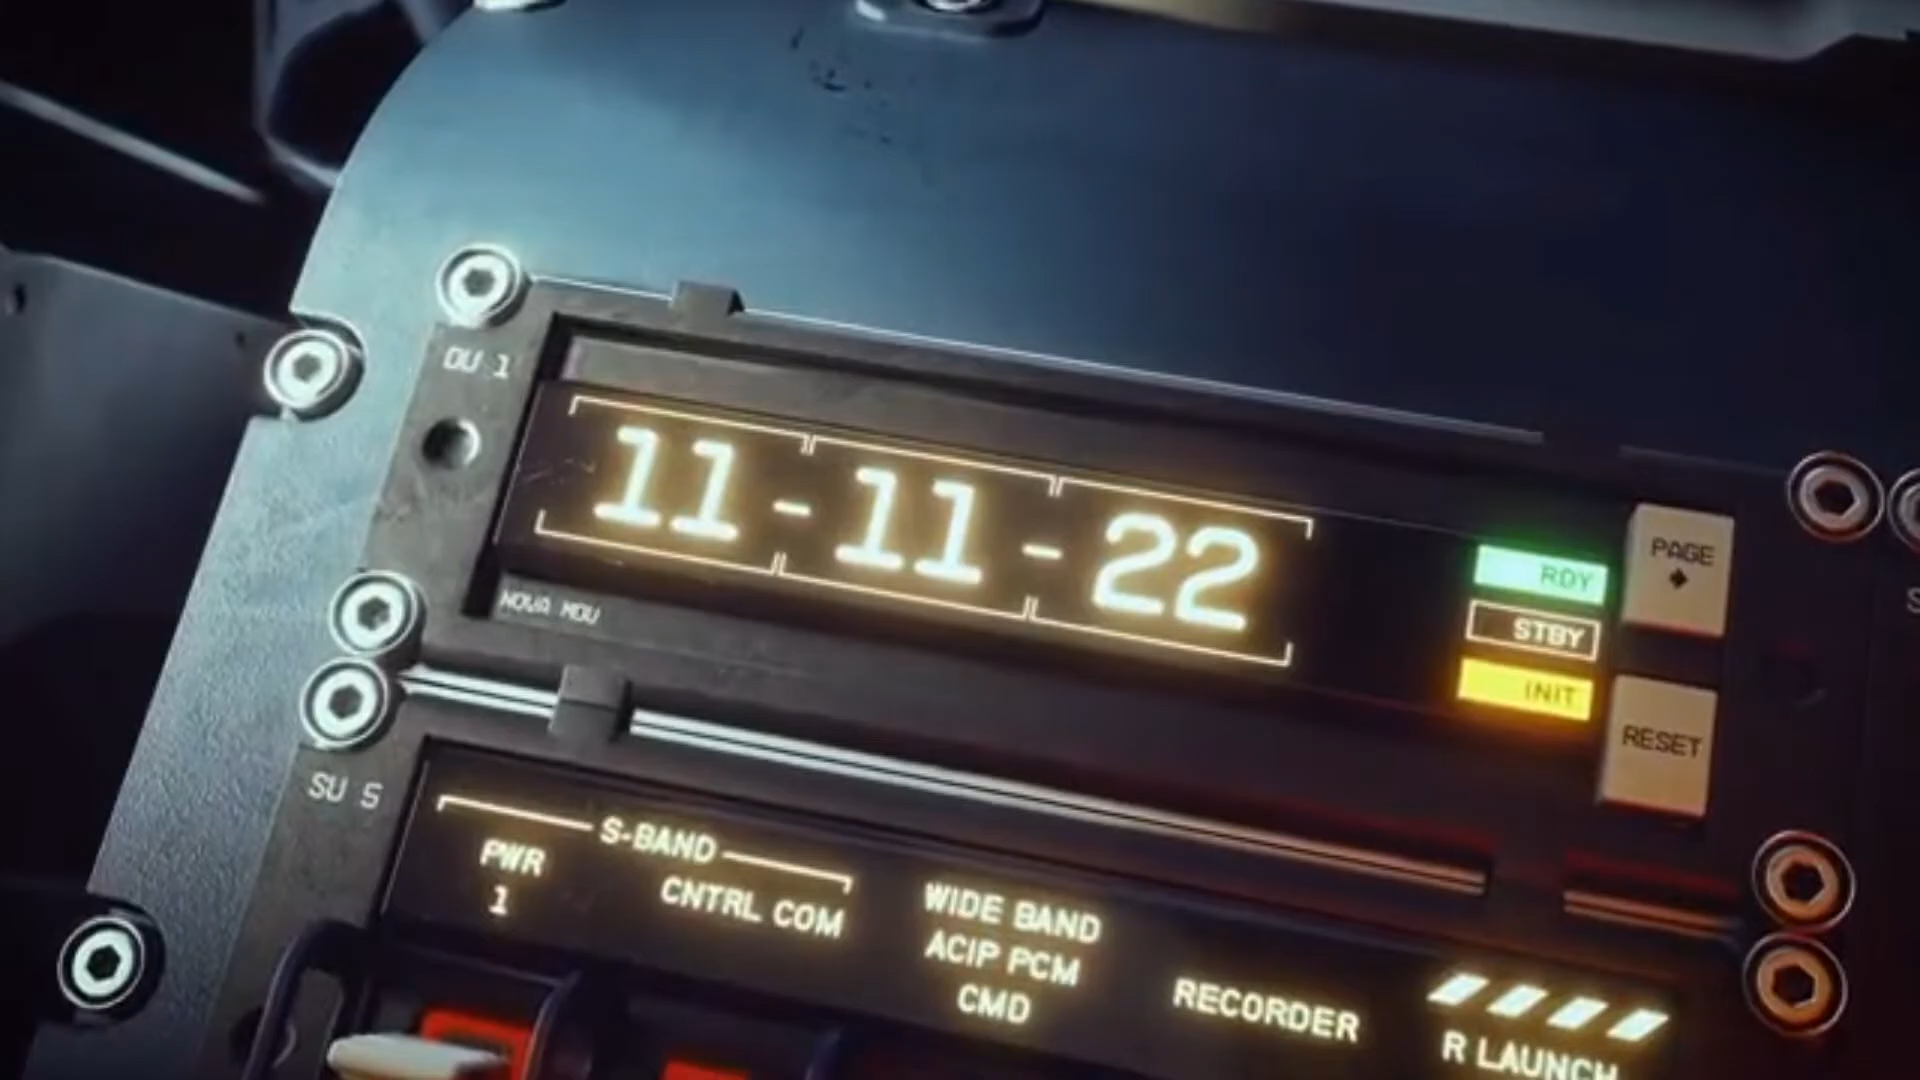 DU 1
11-11-22
RDY
STBY
INIT
PAGE
RESET
NOVA MDU
SU 5
S-BAND
PWR
1
CNTRL COM
WIDE BAND
ACIP PCM
CMD
RECORDER
R LAUNCH